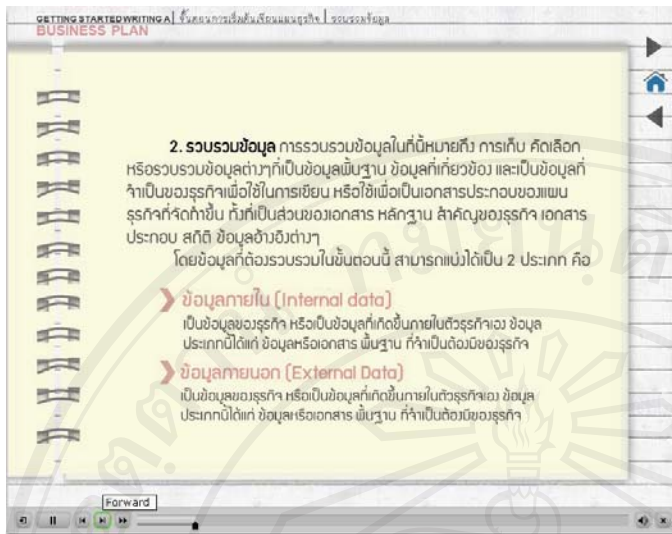 GETTING STARTED WRITING A | ขั้นตอนการเริ่มต้นเขียนแผนธุรกิจ | รวบรวมข้อมูล
BUSINESS PLAN
2. รวบรวมข้อมูล การรวบรวมข้อมูลในที่นี้หมายถึง การเก็บ คัดเลือก
หรือรวบรวมข้อมูลต่างๆที่เป็นข้อมูลพื้นฐาน ข้อมูลที่เกี่ยวข้อง และเป็นข้อมูลที่
จำเป็นของธุรกิจเพื่อใช้ในการเขียน หรือใช้เพื่อเป็นเอกสารประกอบของแผน
ธุรกิจที่จัดทำขึ้น ทั้งที่เป็นส่วนของเอกสาร หลักฐาน สำคัญของธุรกิจ เอกสาร
ประกอบ สถิติ ข้อมูลอ้างอิงต่างๆ
โดยข้อมูลที่ต้องรวบรวมในขั้นตอนนี้ สามารถแบ่งได้เป็น 2 ประเภท คือ
ข้อมูลภายใน (Internal data)
เป็นข้อมูลของธุรกิจ หรือเป็นข้อมูลที่เกิดขึ้นภายในตัวธุรกิจเอง ข้อมูล
ประเภทนี้ได้แก่ ข้อมูลหรือเอกสาร พื้นฐาน ที่จำเป็นต้องมีของธุรกิจ
ข้อมูลภายนอก (External Data)
เป็นข้อมูลของธุรกิจ หรือเป็นข้อมูลที่เกิดขึ้นภายในตัวธุรกิจเอง ข้อมูล
ประเภทนี้ได้แก่ ข้อมูลหรือเอกสาร พื้นฐาน ที่จำเป็นต้องมีของธุรกิจ
Forward